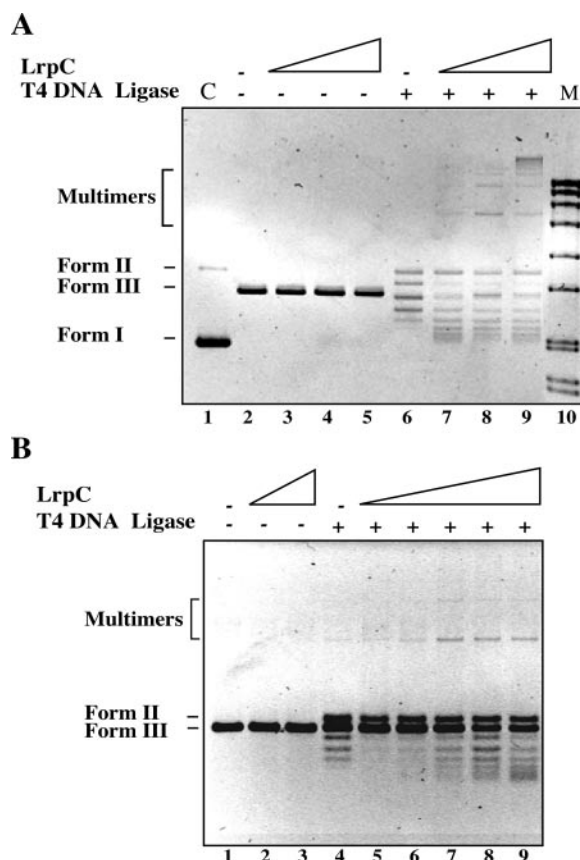 A
LrpC - -
T4 DNA Ligase C - - - - + + + + M
Multimers
Form II
Form III
Form I
1 2 3 4 5 6 7 8 9 10
B
LrpC - -
T4 DNA Ligase - - - + + + + + +
Multimers
Form II
Form III
1 2 3 4 5 6 7 8 9